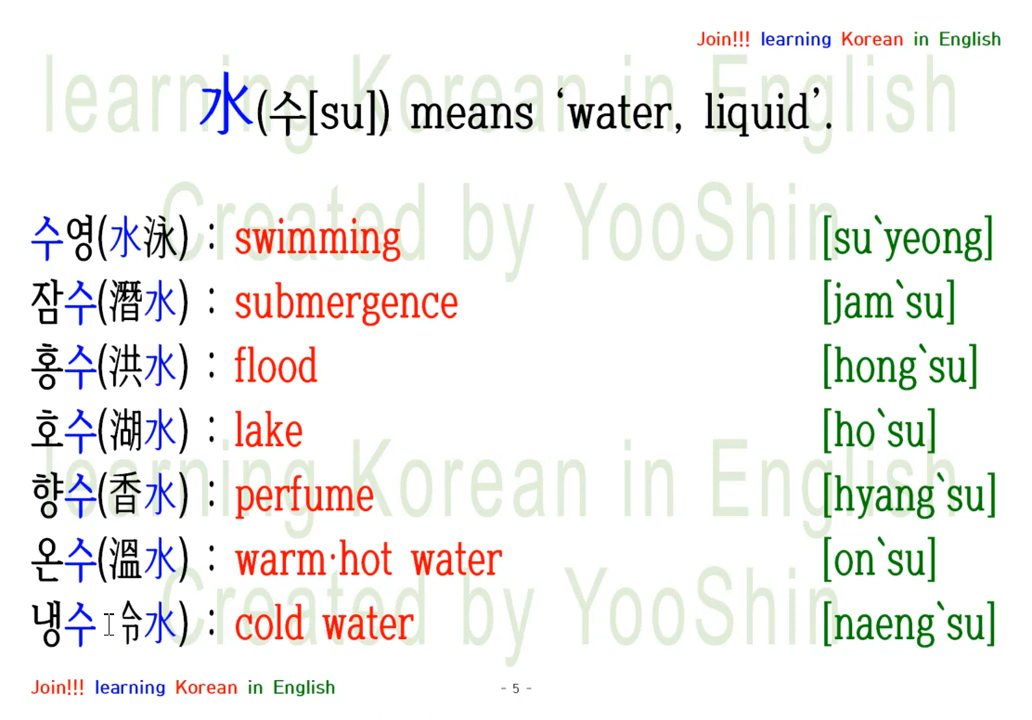 Join!!! learning Korean in English
learning Korean in English
水(수[su]) means ‘water, liquid’.
Created by YooShin
수영(水泳) : swimming [su`yeong]
잠수(潛水) : submergence [jam`su]
홍수(洪水) : flood [hong`su]
호수(湖水) : lake [ho`su]
learning Korean in English
향수(香水) : perfume [hyang`su]
온수(溫水) : warm·hot water [on`su]
Created by YooShin
냉수(冷水) : cold water [naeng`su]
Join!!! learning Korean in English - 5 -